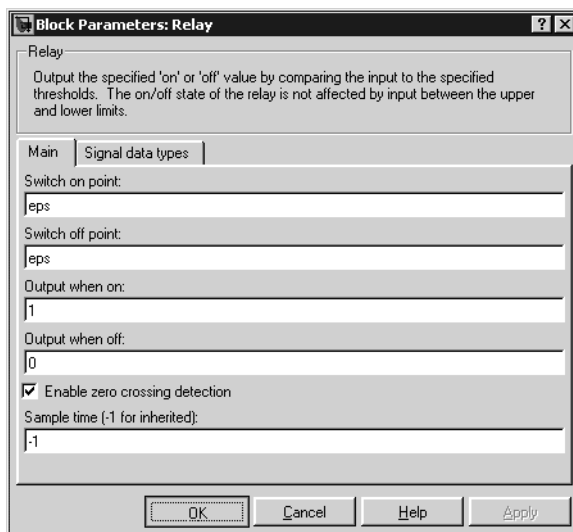 Block Parameters: Relay
Relay
Output the specified 'on' or 'off' value by comparing the input to the specified
thresholds. The on/off state of the relay is not affected by input between the upper
and lower limits.
Main
Signal data types
Switch on point:
eps
Switch off point:
eps
Output when on:
1
Output when off:
0
Enable zero crossing detection
Sample time (-1 for inherited):
-1
OK
Cancel
Help
Apply